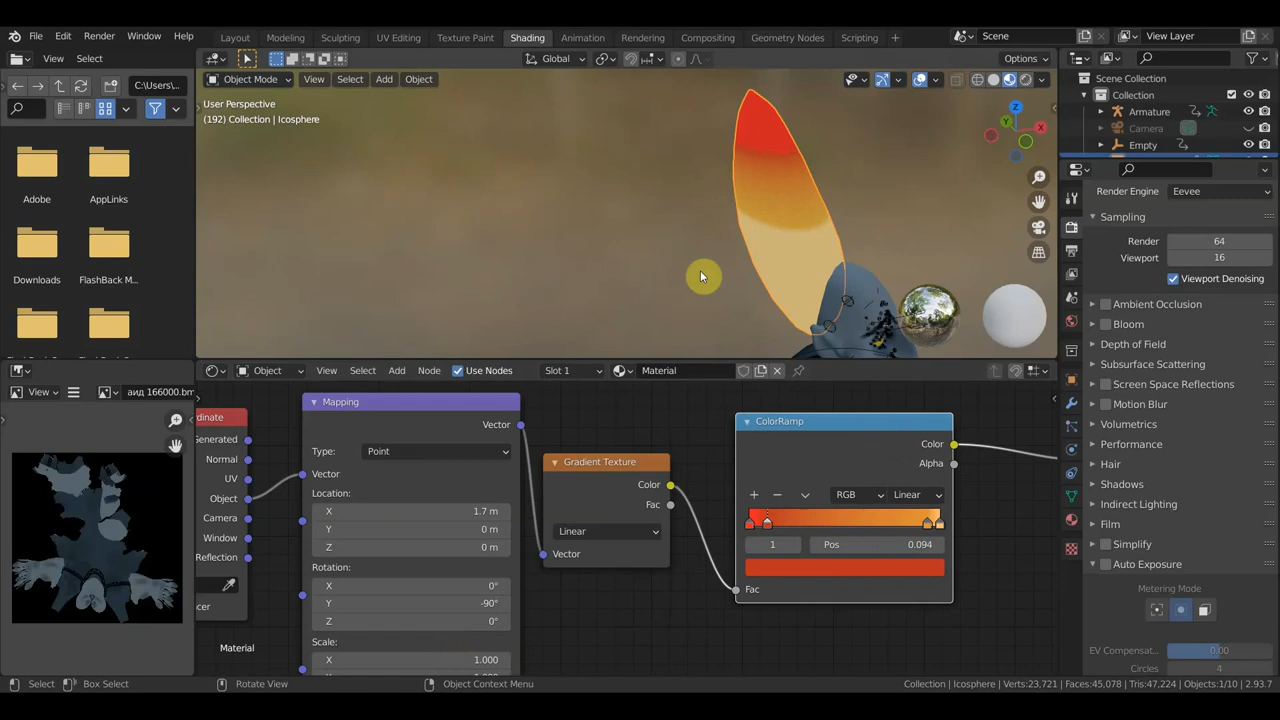 File Edit Render Window Help Layout Modeling Sculpting UV Editing Texture Paint Shading Animation Rendering Compositing Geometry Nodes Scripting Scene View Layer
View Select Global Options
C:\Users\... Object Mode View Select Add Object Scene Collection
User Perspective Collection
(192) Collection | Icosphere Armature
Camera
Empty
X
Y
Z
Adobe AppLinks
Render Engine Eevee
Sampling
Render 64
Viewport 16
Downloads FlashBack M...
Viewport Denoising
Ambient Occlusion
Bloom
Depth of Field
Subsurface Scattering
View аид 166000.bm Object View Select Add Node Use Nodes Slot 1 Material Screen Space Reflections
Motion Blur
Volumetrics
Performance
Hair
Shadows
Indirect Lighting
Film
Simplify
Auto Exposure
Metering Mode
EV Compensat... 0.00
Circles 4
dinate
Generated
Normal
UV
Object
Camera
Window
Reflection
cer
Material
Mapping
Vector
Type: Point
Vector
Location:
X 1.7 m
Y 0 m
Z 0 m
Rotation:
X 0°
Y -90°
Z 0°
Scale:
X 1.000
Gradient Texture
Color
Fac
Linear
Vector
ColorRamp
Color
Alpha
RGB Linear
1 Pos 0.094
Fac
Select Box Select Rotate View Object Context Menu Collection | Icosphere | Verts:23,721 | Faces:45,078 | Tris:47,224 | Objects:1/10 | 2.93.7